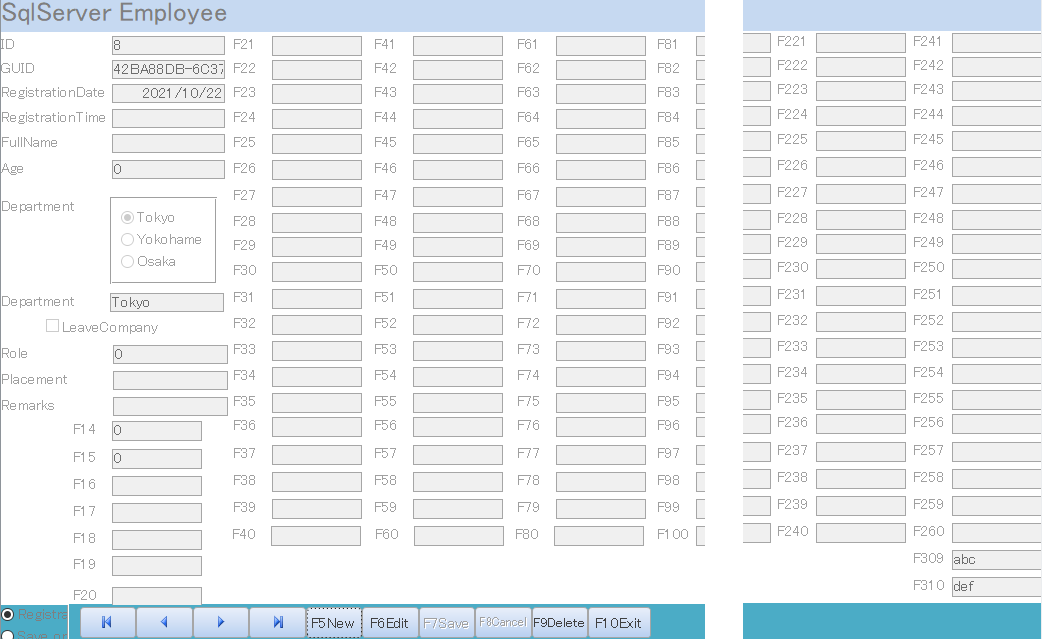 SqlServer Employee
ID 8 F21 F41 F61 F81 F221 F241
GUID 42BA88DB-6C37 F22 F42 F62 F82 F222 F242
RegistrationDate 2021/10/22 F23 F43 F63 F83 F223 F243
RegistrationTime F24 F44 F64 F84 F224 F244
FullName F25 F45 F65 F85 F225 F245
Age 0 F26 F46 F66 F86 F226 F246
F27 F47 F67 F87 F227 F247
Department
Tokyo F28 F48 F68 F88 F228 F248
Yokohame F29 F49 F69 F89 F229 F249
Osaka F30 F50 F70 F90 F230 F250
Department Tokyo F31 F51 F71 F91 F231 F251
LeaveCompany F32 F52 F72 F92 F232 F252
Role 0 F33 F53 F73 F93 F233 F253
Placement F34 F54 F74 F94 F234 F254
Remarks F35 F55 F75 F95 F235 F255
F14 0 F36 F56 F76 F96 F236 F256
F15 0 F37 F57 F77 F97 F237 F257
F16 F38 F58 F78 F98 F238 F258
F17 F39 F59 F79 F99 F239 F259
F18 F40 F60 F80 F100 F240 F260
F19 F309 abc
F20 F310 def
F5New F6Edit F7Save F8Cancel F9Delete F10Exit